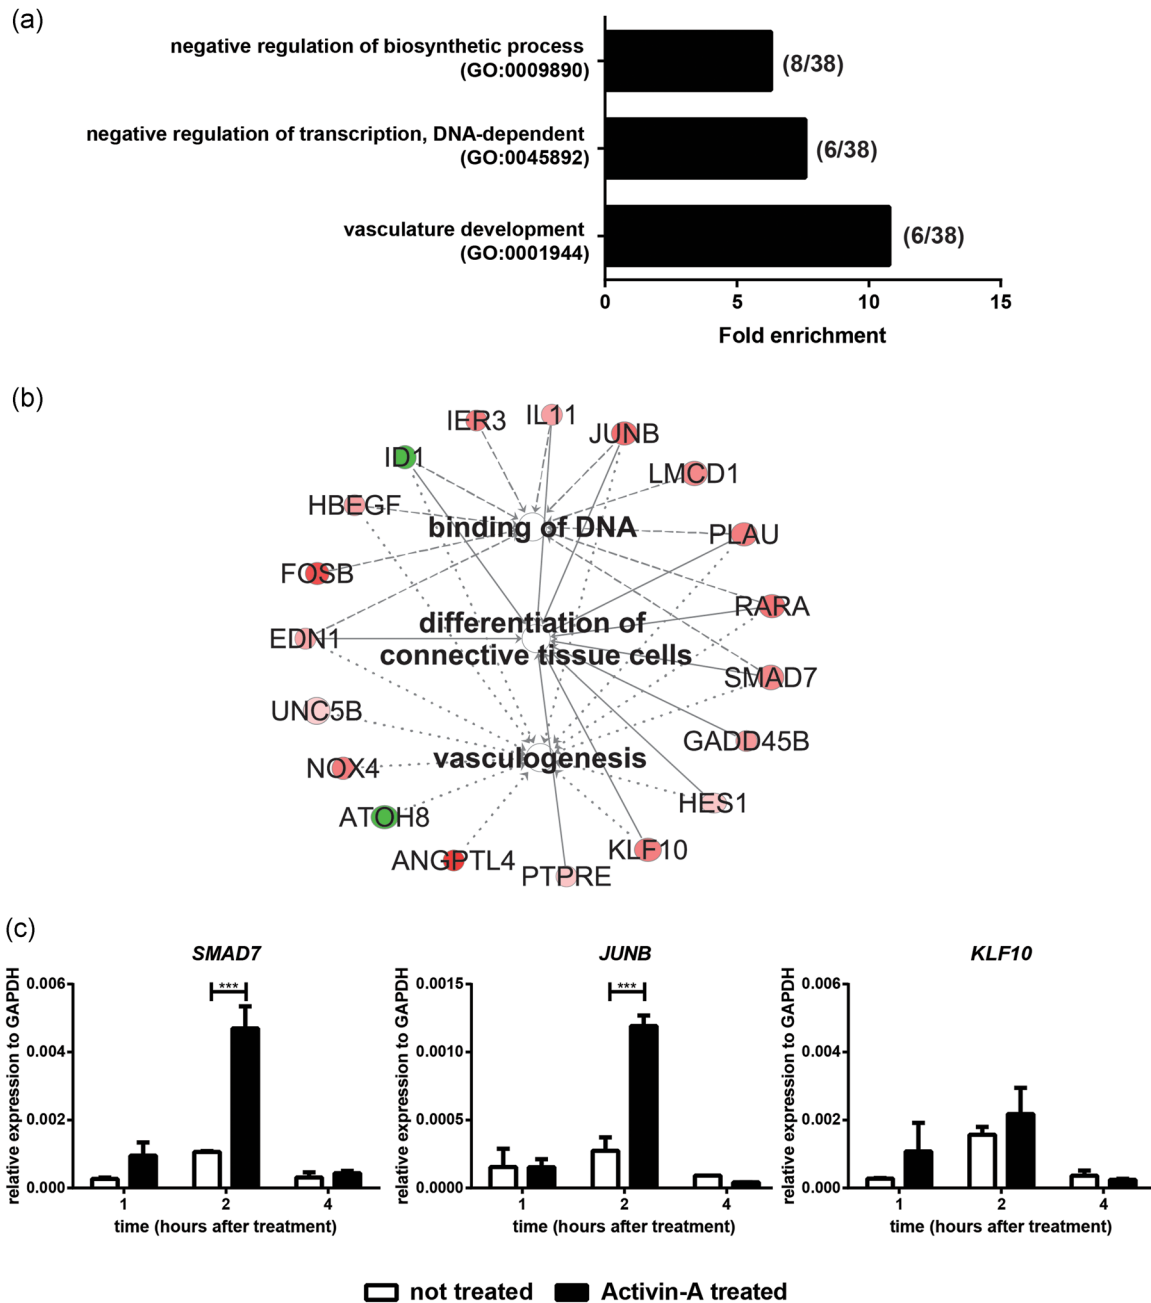 (a)
negative regulation of biosynthetic process
(GO:0009890)
(8/38)
negative regulation of transcription, DNA-dependent
(GO:0045892)
(6/38)
vasculature development
(GO:0001944)
(6/38)
0 5 10 15
Fold enrichment
(b)
IER3
IL11
JUNB
ID1
LMCD1
HBEGF
binding of DNA
PLAU
FOSB
RARA
differentiation of
connective tissue cells
EDN1
SMAD7
UNC5B
GADD45B
vasculogenesis
NOX4
HES1
ATOH8
KLF10
ANGPTL4
PTPRE
(c)
SMAD7
relative expression to GAPDH
0.006
0.004
0.002
0.000
***
1 2 4
time (hours after treatment)
JUNB
relative expression to GAPDH
0.0015
0.0010
0.0005
0.0000
***
1 2 4
time (hours after treatment)
KLF10
relative expression to GAPDH
0.006
0.004
0.002
0.000
1 2 4
time (hours after treatment)
not treated
Activin-A treated